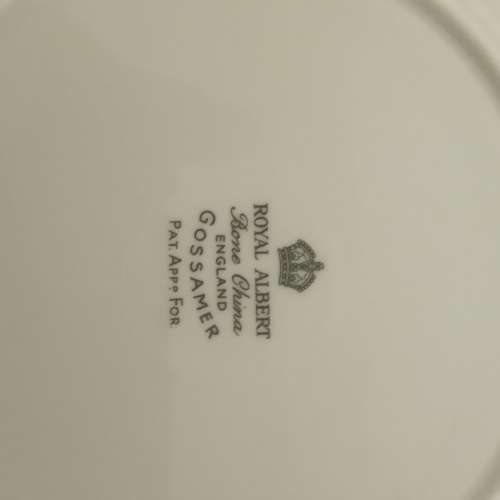 ROYAL ALBERT
Bone China
ENGLAND
GOSSAMER
PAT. APPD. FOR.